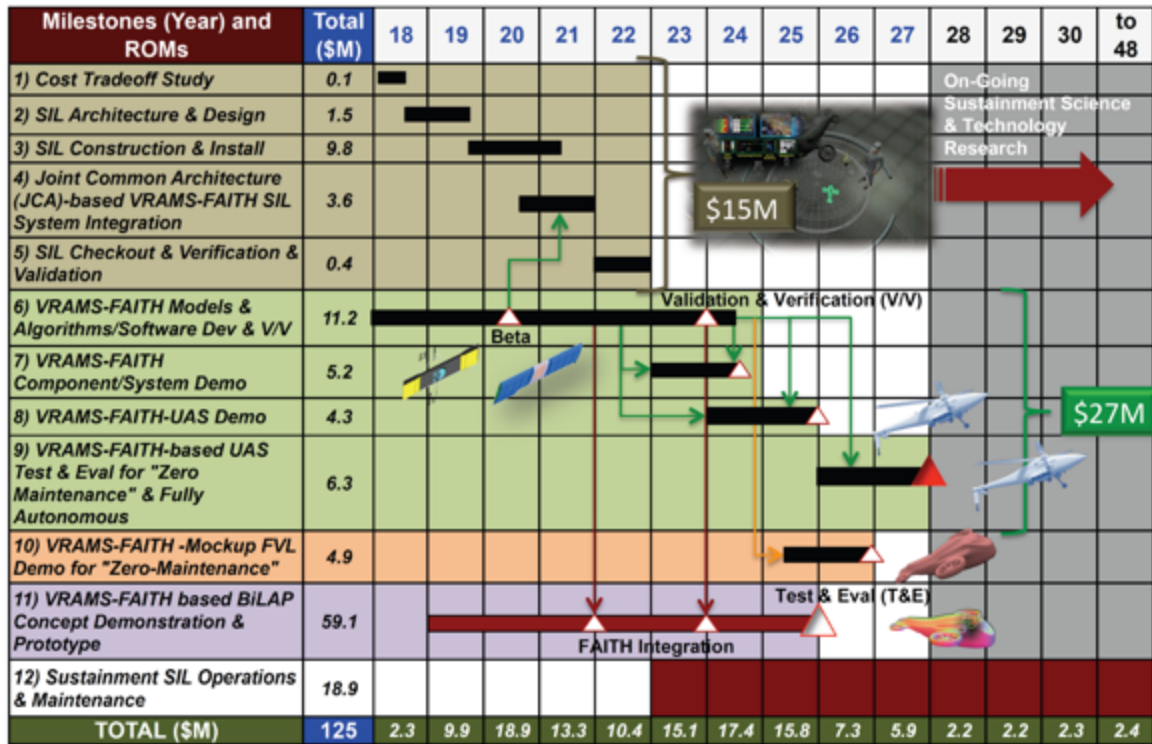 Milestones (Year) and
ROMs
Total
($M)
18 19 20 21 22 23 24 25 26 27 28 29 30 to
48
1) Cost Tradeoff Study 0.1
2) SIL Architecture & Design 1.5
3) SIL Construction & Install 9.8
4) Joint Common Architecture
(JCA)-based VRAMS-FAITH SIL
System Integration
3.6
5) SIL Checkout & Verification &
Validation
0.4
On-Going
Sustainment Science
& Technology
Research
$15M
6) VRAMS-FAITH Models &
Algorithms/Software Dev & V/V
11.2
Validation & Verification (V/V)
Beta
7) VRAMS-FAITH
Component/System Demo
5.2
8) VRAMS-FAITH-UAS Demo 4.3
$27M
9) VRAMS-FAITH-based UAS
Test & Eval for "Zero
Maintenance" & Fully
Autonomous
6.3
10) VRAMS-FAITH -Mockup FVL
Demo for "Zero-Maintenance"
4.9
11) VRAMS-FAITH based BiLAP
Concept Demonstration &
Prototype
59.1
Test & Eval (T&E)
FAITH Integration
12) Sustainment SIL Operations
& Maintenance
18.9
TOTAL ($M) 125 2.3 9.9 18.9 13.3 10.4 15.1 17.4 15.8 7.3 5.9 2.2 2.2 2.3 2.4